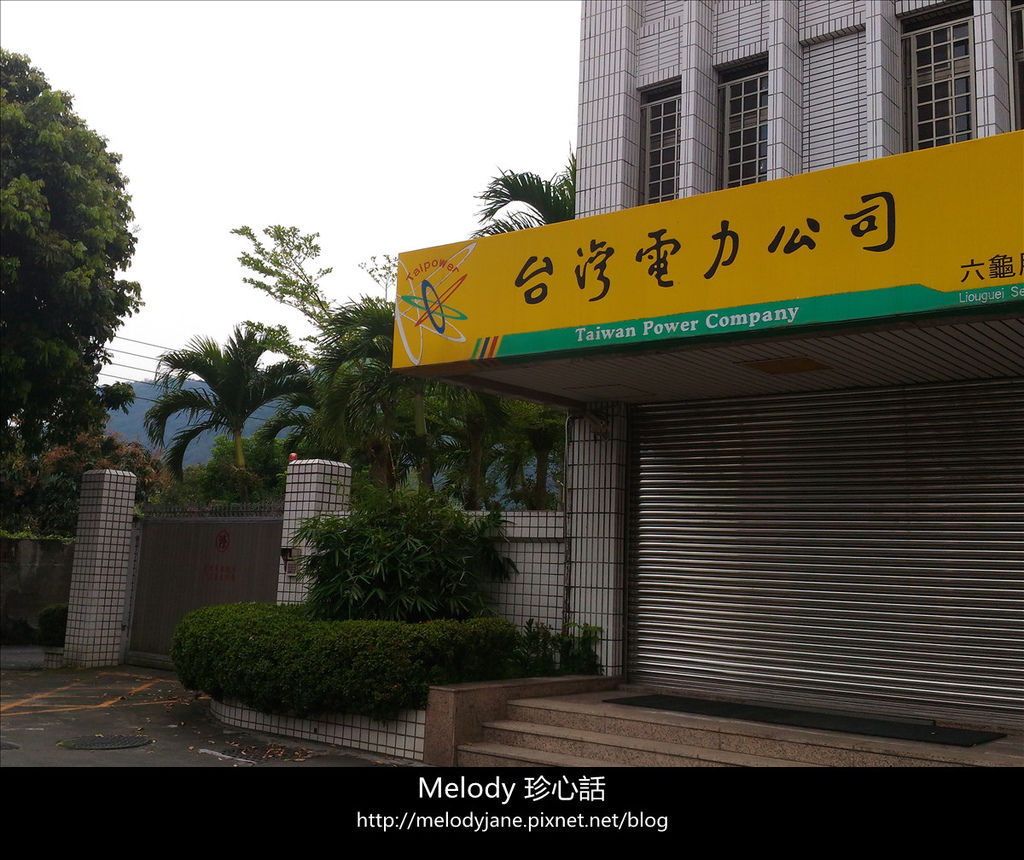 Taipower
台灣電力公司
六龜
Taiwan Power Company
Liouguei Se
Melody 珍心話
http://melodyjane.pixnet.net/blog